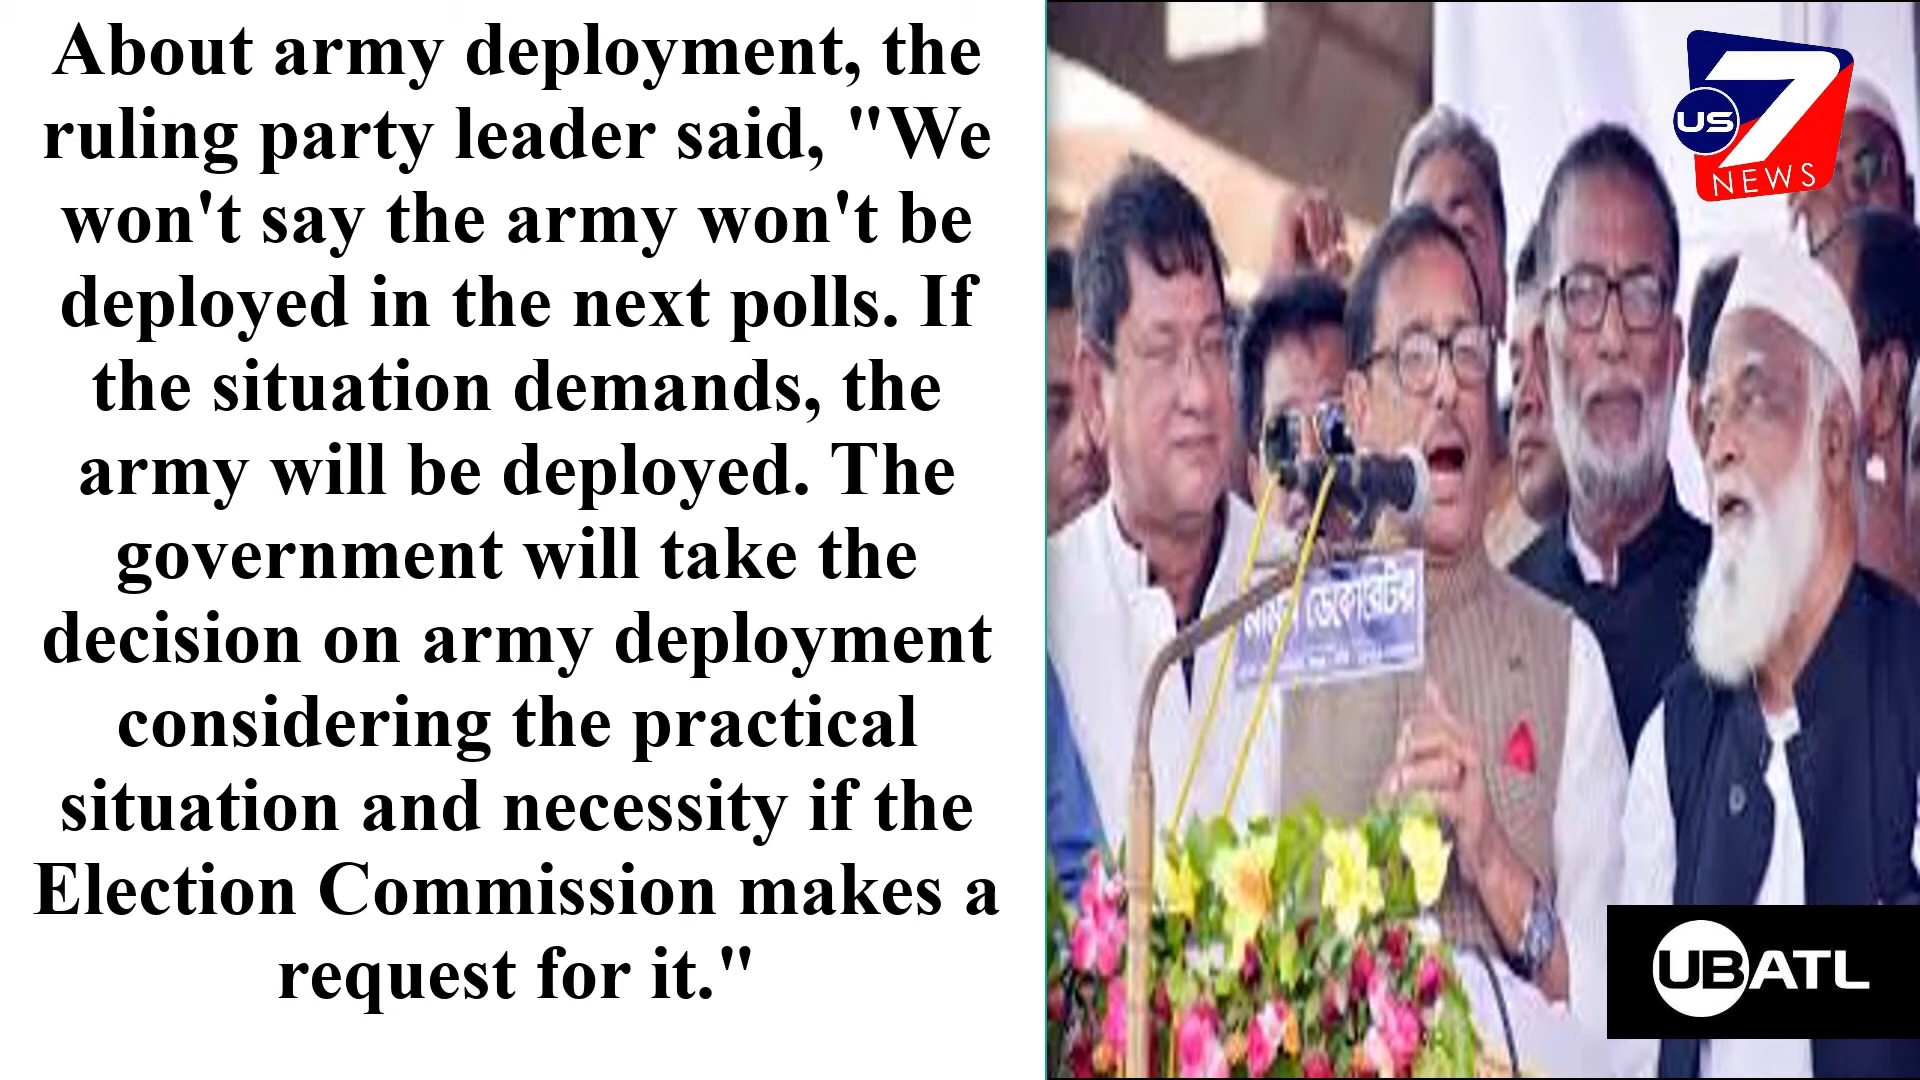 About army deployment, the
ruling party leader said, "We
won't say the army won't be
deployed in the next polls. If
the situation demands, the
army will be deployed. The
government will take the
decision on army deployment
considering the practical
situation and necessity if the
Election Commission makes a
request for it."
US
7
NEWS
ডেকোরেটর
UBATL